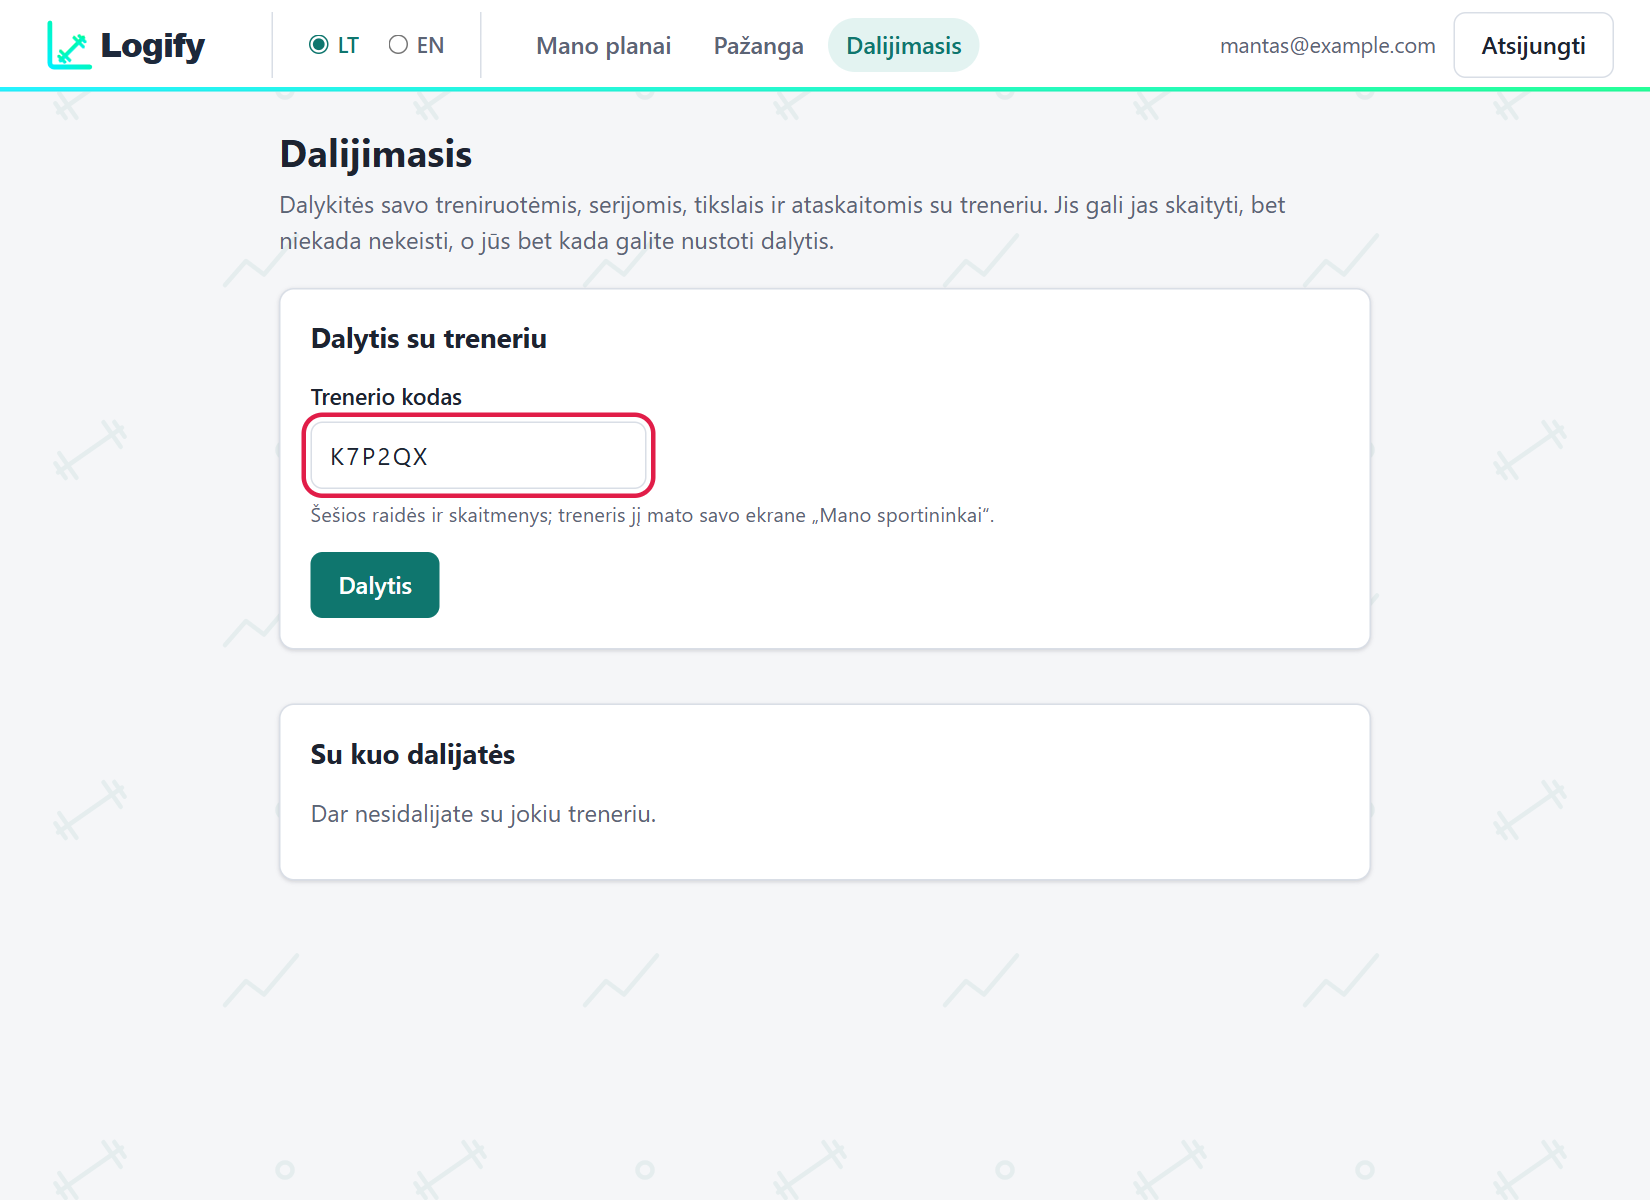 Logify
LT
EN
Mano planai
Pažanga
Dalijimasis
mantas@example.com
Atsijungti
Dalijimasis
Dalykitės savo treniruotėmis, serijomis, tikslais ir ataskaitomis su treneriu. Jis gali jas skaityti, bet
niekada nekeisti, o jūs bet kada galite nustoti dalytis.
Dalytis su treneriu
Trenerio kodas
K7P2QX
Šešios raidės ir skaitmenys; treneris jį mato savo ekrane „Mano sportininkai“.
Dalytis
Su kuo dalijatės
Dar nesidalijate su jokiu treneriu.